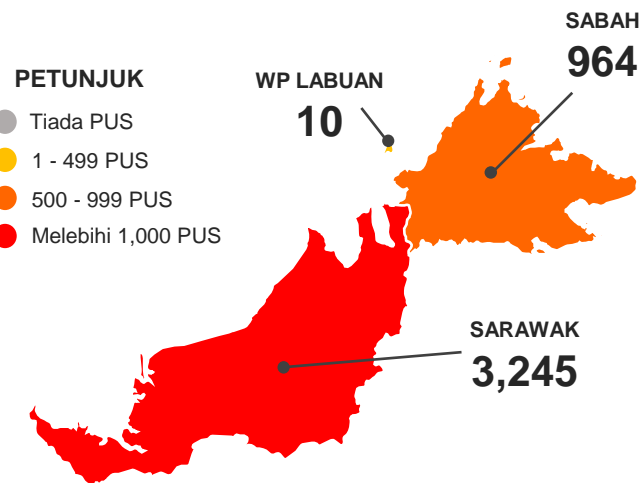 SABAH
964
PETUNJUK
WP LABUAN
10
Tiada PUS
1 - 499 PUS
500 - 999 PUS
Melebihi 1,000 PUS
SARAWAK
3,245